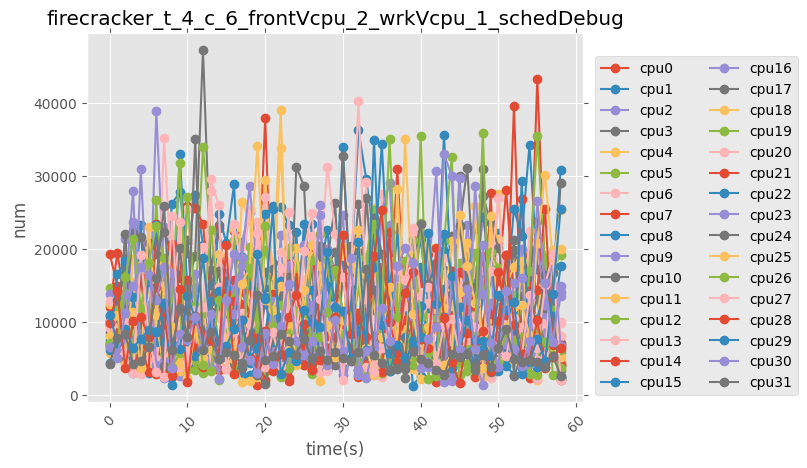 firecracker_t_4_c_6_frontVcpu_2_wrkVcpu_1_schedDebug
num
40000
30000
20000
10000
0
0
10
20
30
40
50
60
time(s)
cpu0
cpu1
cpu2
cpu3
cpu4
cpu5
cpu6
cpu7
cpu8
cpu9
cpu10
cpu11
cpu12
cpu13
cpu14
cpu15
cpu16
cpu17
cpu18
cpu19
cpu20
cpu21
cpu22
cpu23
cpu24
cpu25
cpu26
cpu27
cpu28
cpu29
cpu30
cpu31